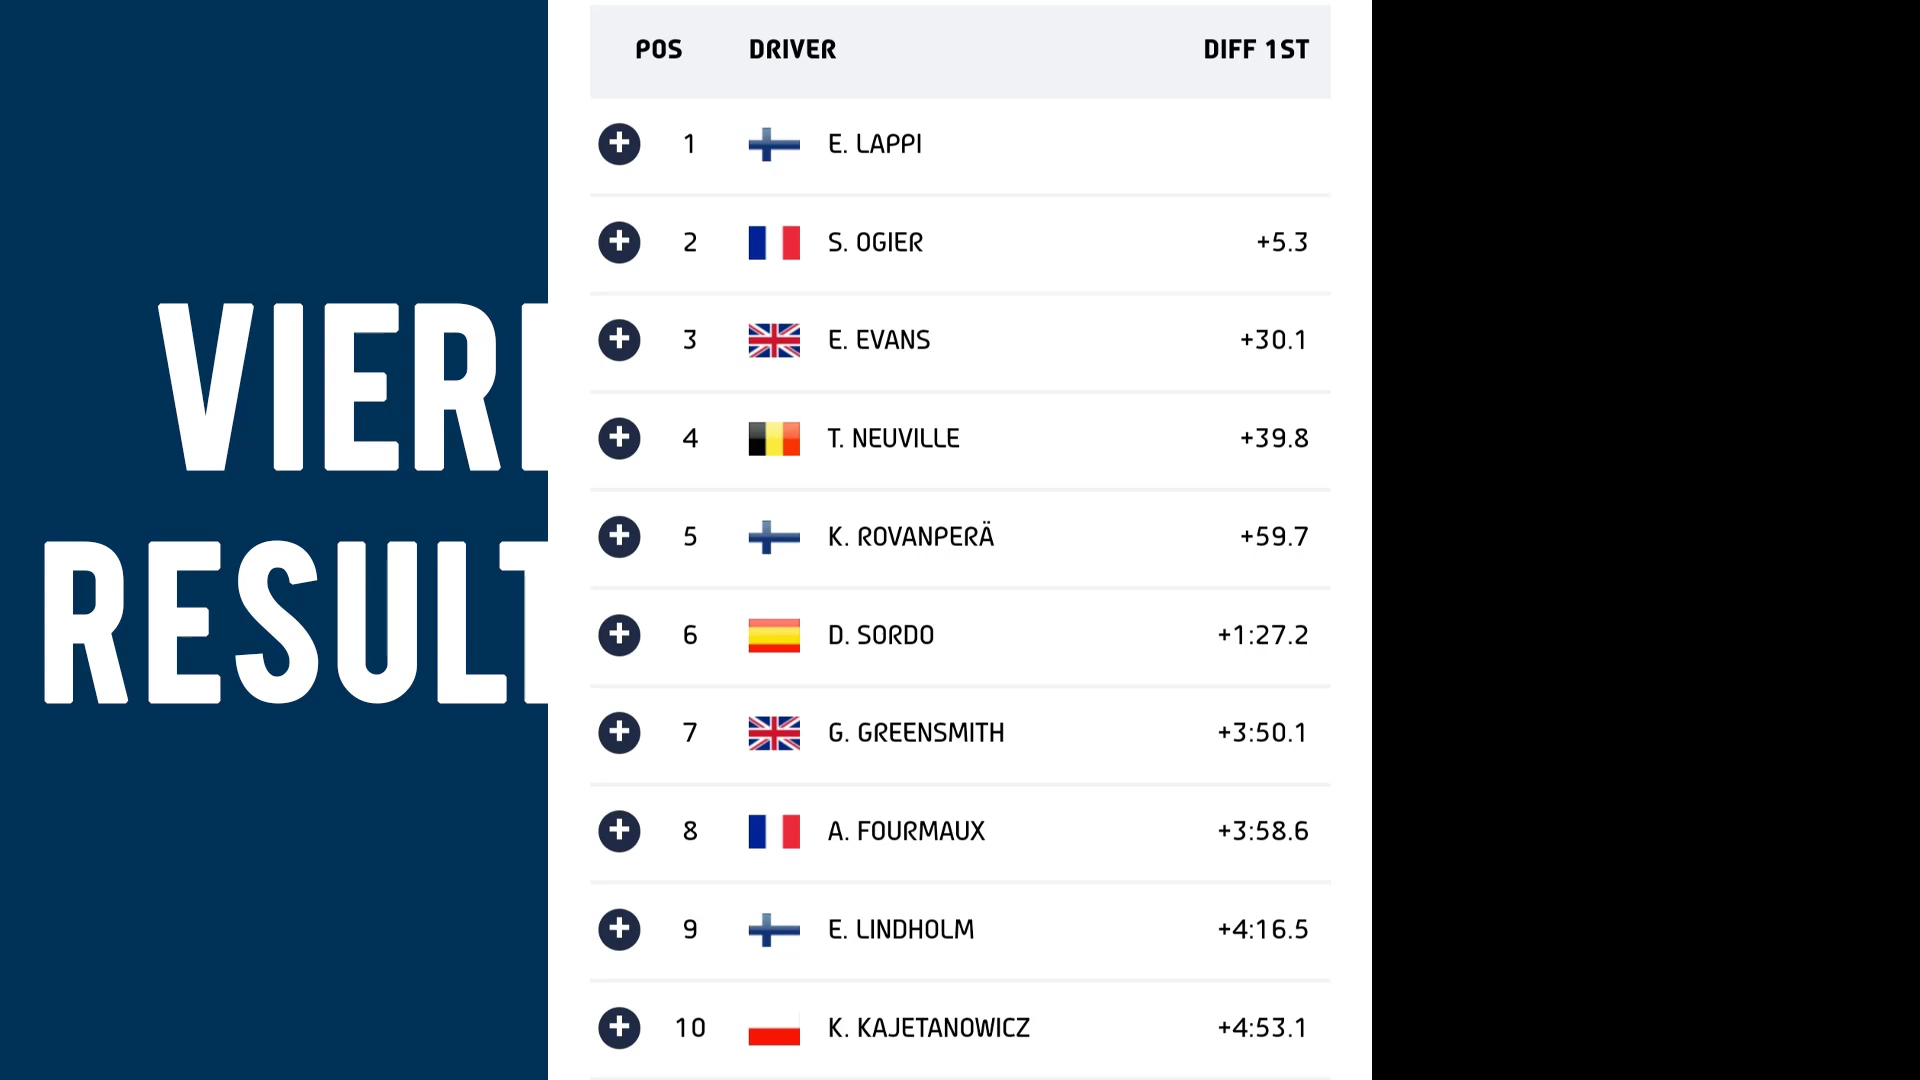 VIER
RESULT
POS DRIVER DIFF 1ST
1 E. LAPPI
2 S. OGIER +5.3
3 E. EVANS +30.1
4 T. NEUVILLE +39.8
5 K. ROVANPERÄ +59.7
6 D. SORDO +1:27.2
7 G. GREENSMITH +3:50.1
8 A. FOURMAUX +3:58.6
9 E. LINDHOLM +4:16.5
10 K. KAJETANOWICZ +4:53.1